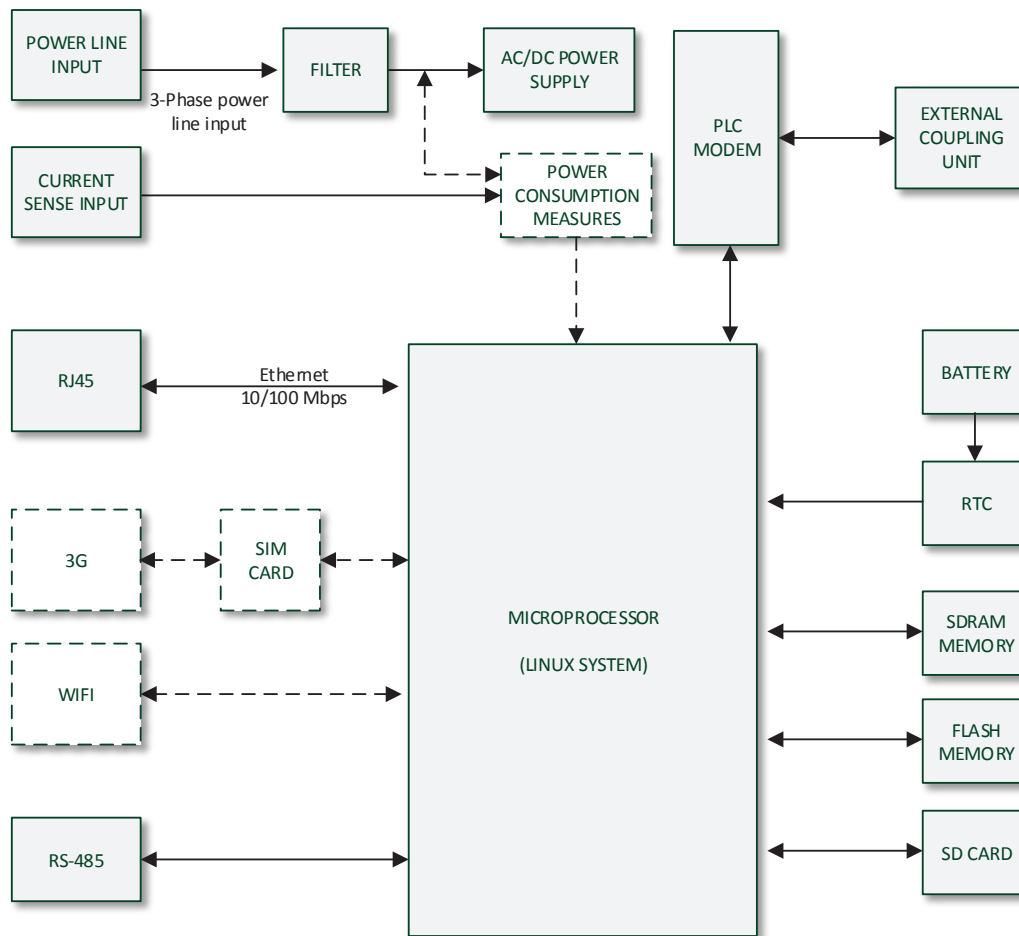 POWER LINE
INPUT
3-Phase power
line input
FILTER
AC/DC POWER
SUPPLY
PLC
MODEM
EXTERNAL
COUPLING
UNIT
CURRENT
SENSE INPUT
POWER
CONSUMPTION
MEASURES
RJ45
Ethernet
10/100 Mbps
BATTERY
RTC
3G
SIM
CARD
MICROPROCESSOR
(LINUX SYSTEM)
SDRAM
MEMORY
WIFI
FLASH
MEMORY
RS-485
SD CARD